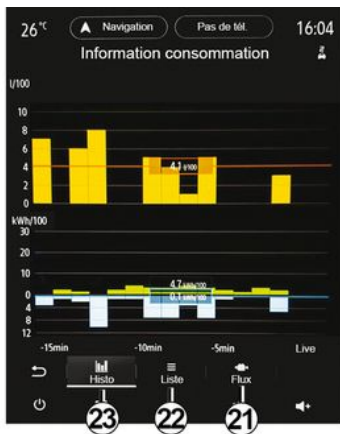 26°C Navigation Pas de tél. 16:04
Information consommation
l/100
10
8
6
4
2
0
4.1 l/100
kWh/100
30
20
10
0
4
8
12
4.7 kWh/100
0.1 kWh/100
-15min -10min -5min Live
Histo Liste Flux
23 22 21